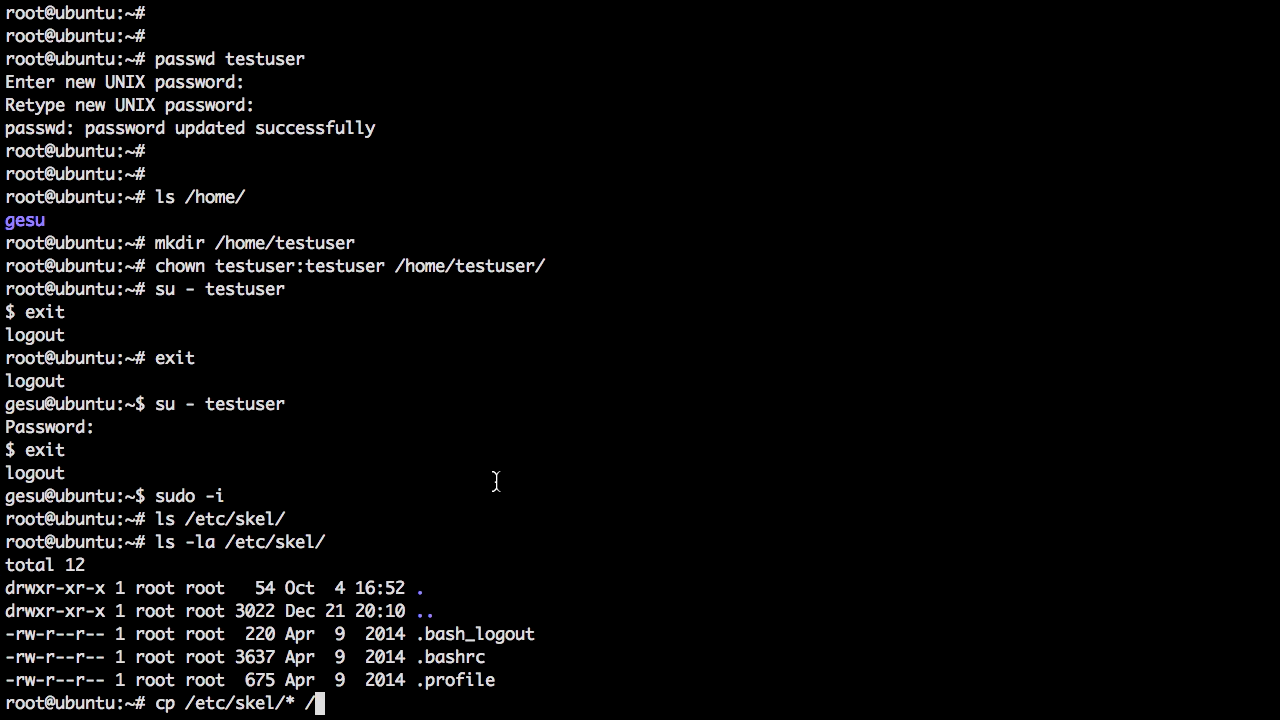 root@ubuntu:~#
root@ubuntu:~#
root@ubuntu:~# passwd testuser
Enter new UNIX password:
Retype new UNIX password:
passwd: password updated successfully
root@ubuntu:~#
root@ubuntu:~#
root@ubuntu:~# ls /home/
gesu
root@ubuntu:~# mkdir /home/testuser
root@ubuntu:~# chown testuser:testuser /home/testuser/
root@ubuntu:~# su - testuser
$ exit
logout
root@ubuntu:~# exit
logout
gesu@ubuntu:~$ su - testuser
Password:
$ exit
logout
gesu@ubuntu:~$ sudo -i
root@ubuntu:~# ls /etc/skel/
root@ubuntu:~# ls -la /etc/skel/
total 12
drwxr-xr-x 1 root root   54 Oct  4 16:52 .
drwxr-xr-x 1 root root 3022 Dec 21 20:10 ..
-rw-r--r-- 1 root root  220 Apr  9  2014 .bash_logout
-rw-r--r-- 1 root root 3637 Apr  9  2014 .bashrc
-rw-r--r-- 1 root root  675 Apr  9  2014 .profile
root@ubuntu:~# cp /etc/skel/* /